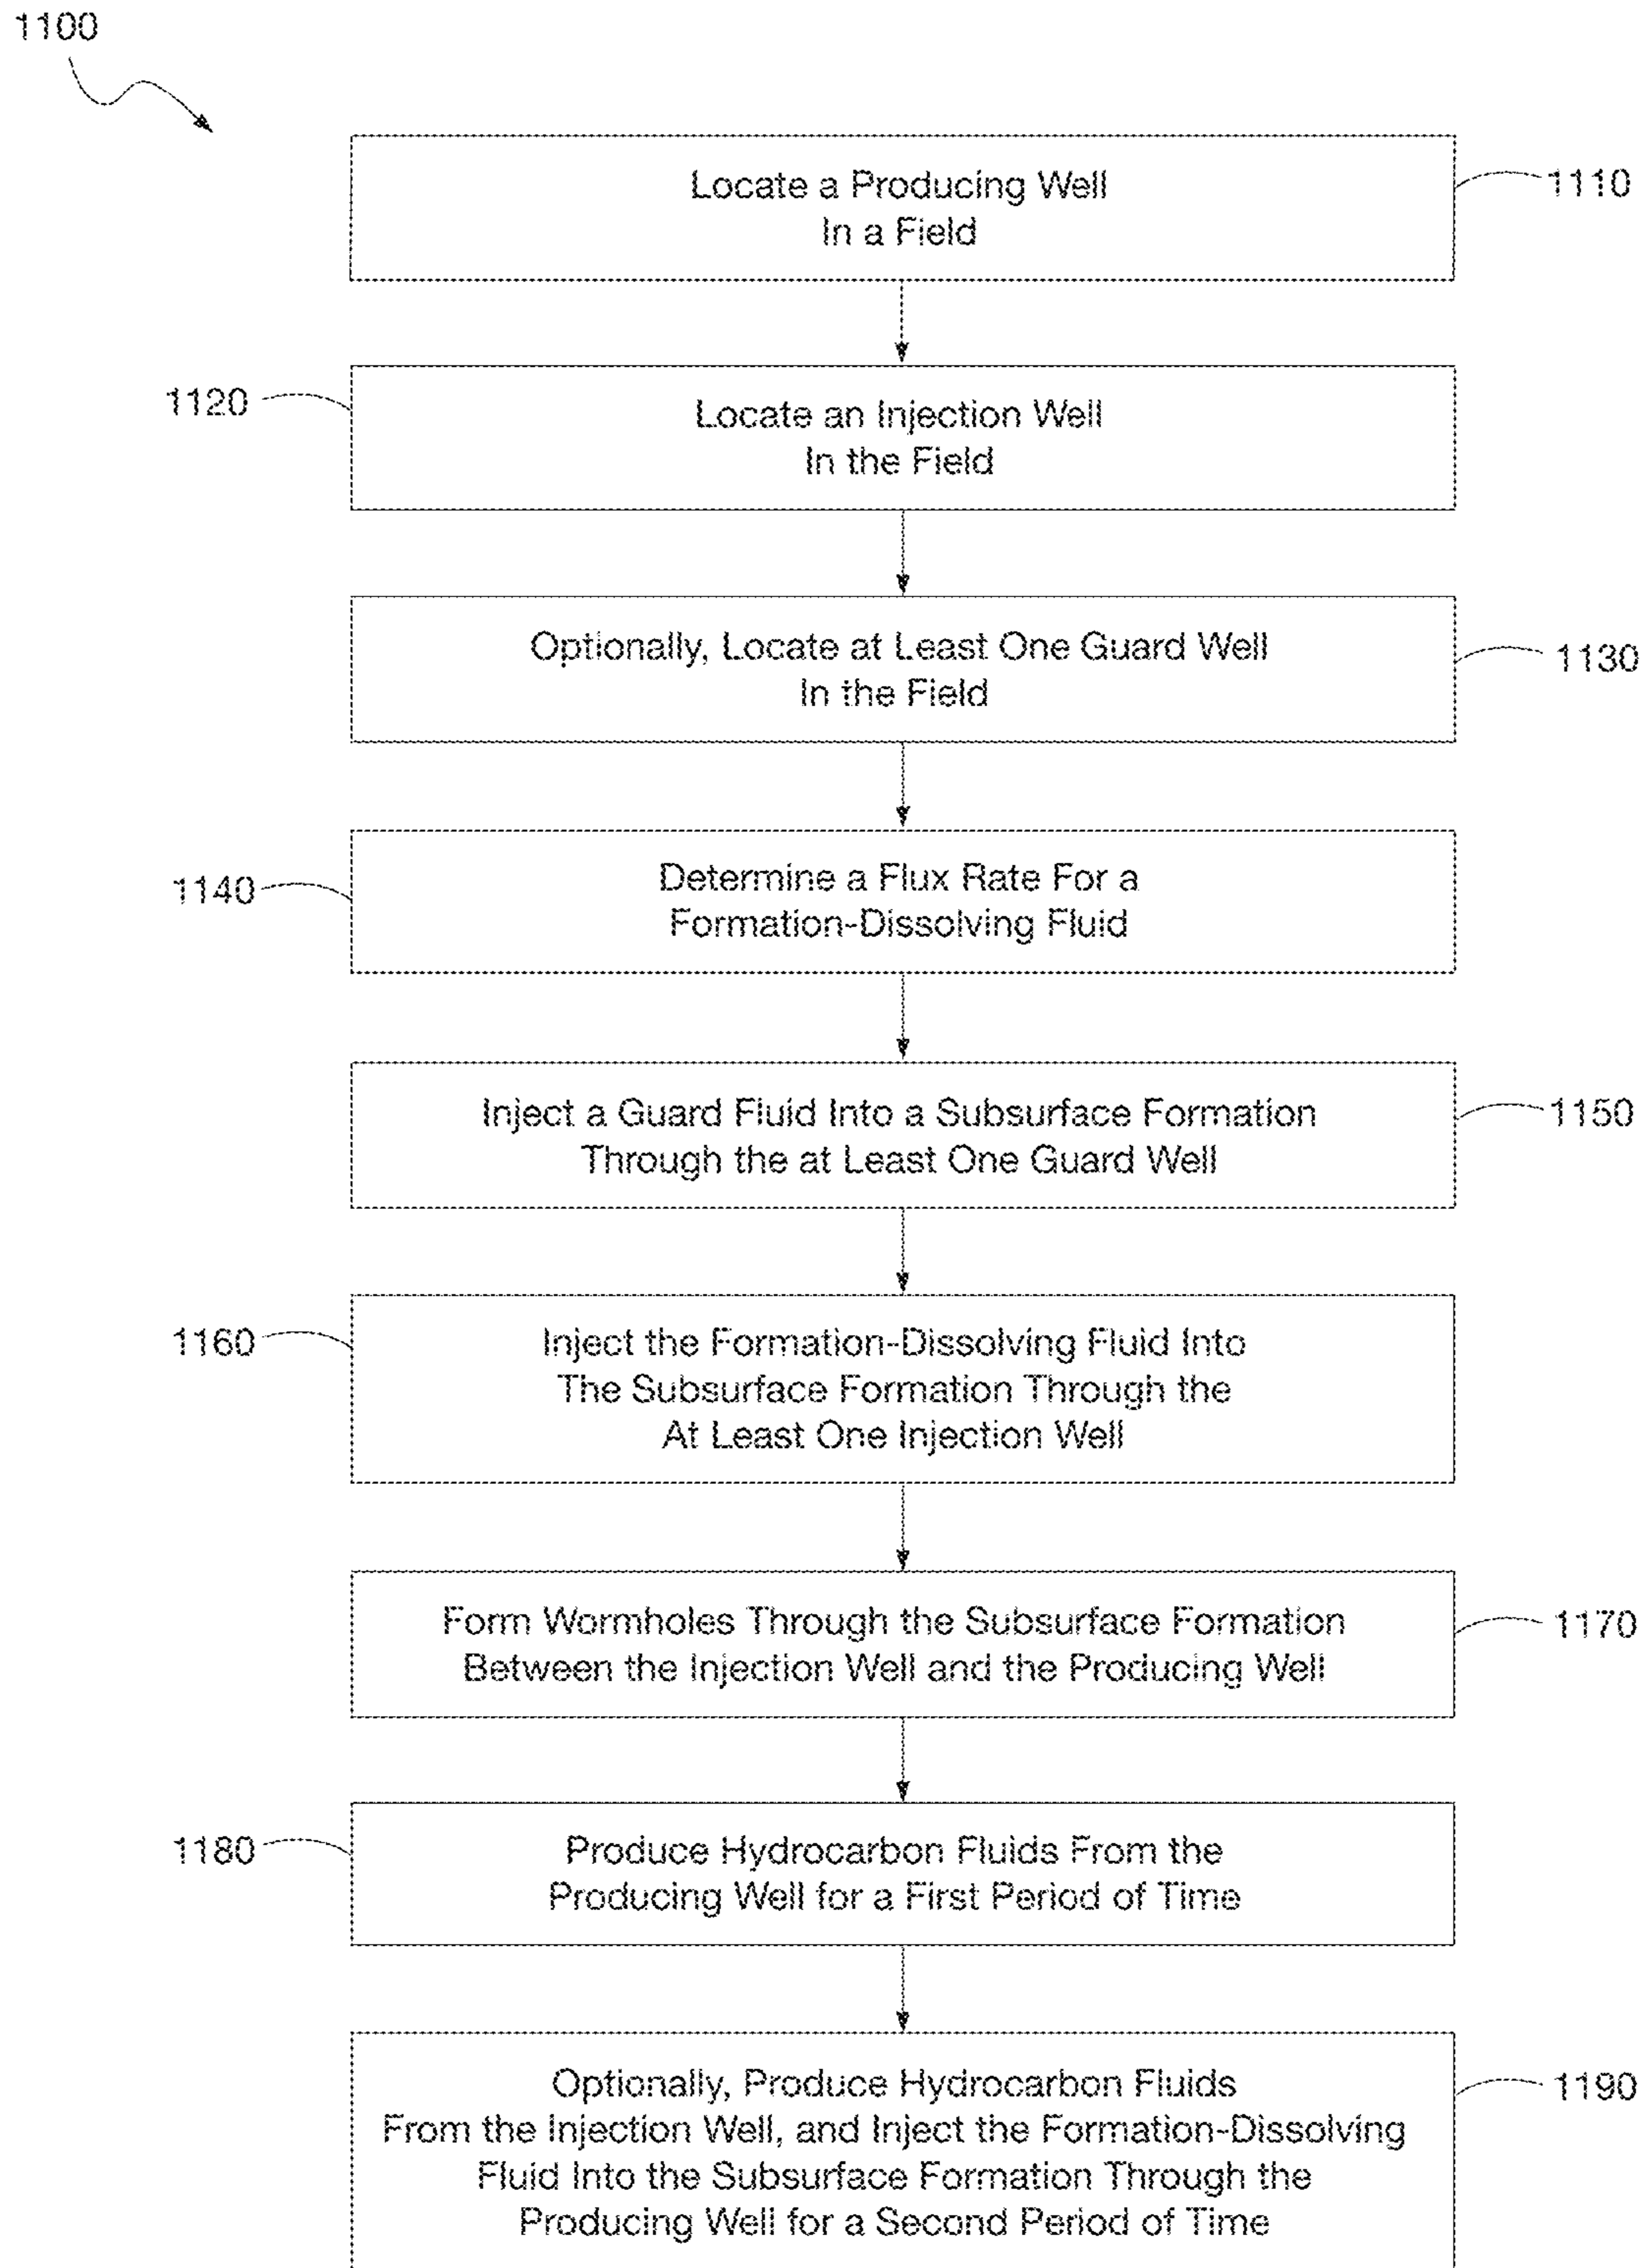 1100
Locate a Producing Well
In a Field
1110
1120
Locate an Injection Well
In the Field
Optionally, Locate at Least One Guard Well
In the Field
1130
1140
Determine a Flux Rate For a
Formation-Dissolving Fluid
Inject a Guard Fluid Into a Subsurface Formation
Through the at Least One Guard Well
1150
1160
Inject the Formation-Dissolving Fluid Into
The Subsurface Formation Through the
At Least One Injection Well
Form Wormholes Through the Subsurface Formation
Between the Injection Well and the Producing Well
1170
1180
Produce Hydrocarbon Fluids From the
Producing Well for a First Period of Time
Optionally, Produce Hydrocarbon Fluids
From the Injection Well, and Inject the Formation-Dissolving
Fluid Into the Subsurface Formation Through the
Producing Well for a Second Period of Time
1190